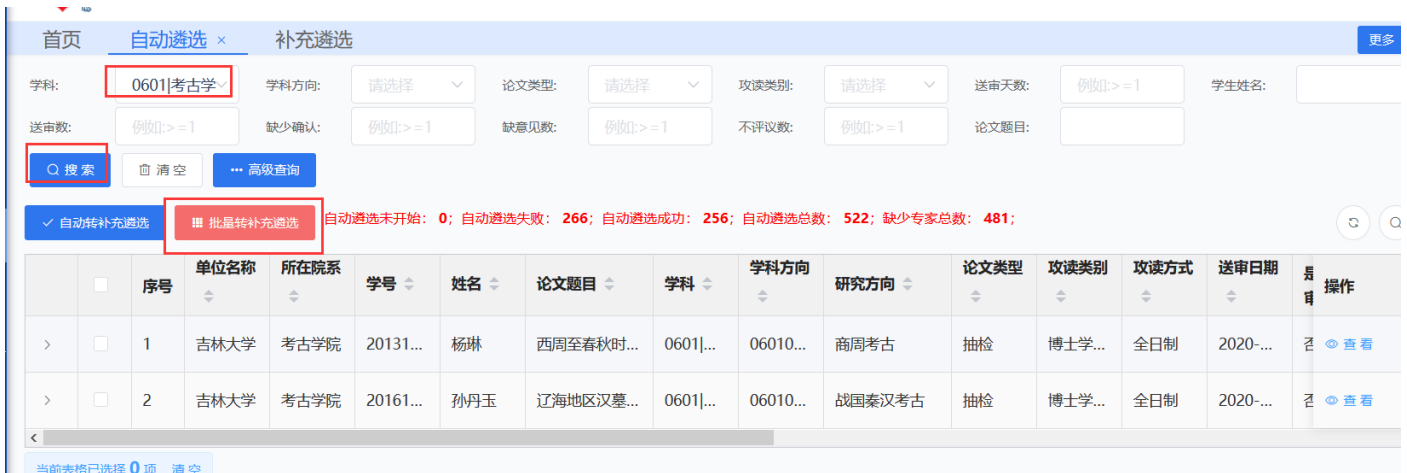 首页 自动遴选 × 补充遴选 更多
学科: 0601|考古学 学科方向: 请选择 论文类型: 请选择 攻读类别: 请选择 送审天数: 例如:>=1 学生姓名:
送审数: 例如:>=1 缺少确认: 例如:>=1 缺意见数: 例如:>=1 不评议数: 例如:>=1 论文题目:
搜索 清空 ••• 高级查询
自动转补充遴选 批量转补充遴选 自动遴选未开始: 0; 自动遴选失败: 266; 自动遴选成功: 256; 自动遴选总数: 522; 缺少专家总数: 481;
序号 单位名称 所在院系 学号 姓名 论文题目 学科 学科方向 研究方向 论文类型 攻读类别 攻读方式 送审日期 操作
1 吉林大学 考古学院 20131... 杨琳 西周至春秋时... 0601|... 06010... 商周考古 抽检 博士学... 全日制 2020-... 否 查看
2 吉林大学 考古学院 20161... 孙丹玉 辽海地区汉墓... 0601|... 06010... 战国秦汉考古 抽检 博士学... 全日制 2020-... 否 查看
当前表格已选择 0 项 清空